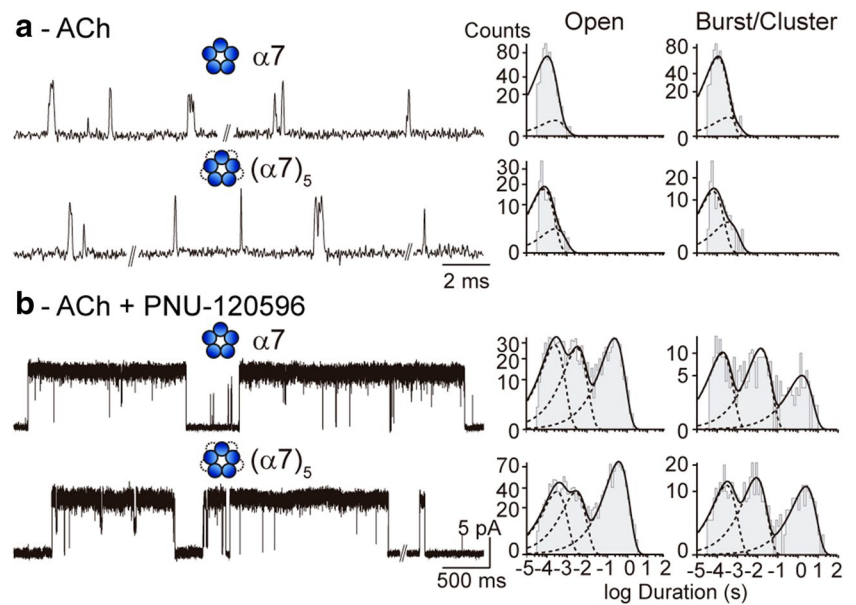 a - ACh
α7
(α7)5
2 ms
Counts
Open
Burst/Cluster
80
40
20
0
80
40
20
0
30
20
10
0
20
10
0
b - ACh + PNU-120596
α7
(α7)5
5 pA
500 ms
30
20
10
0
10
5
0
70
40
20
0
20
10
0
-5-4-3-2 -1 0 1 2
-5-4-3-2 -1 0 1 2
log Duration (s)